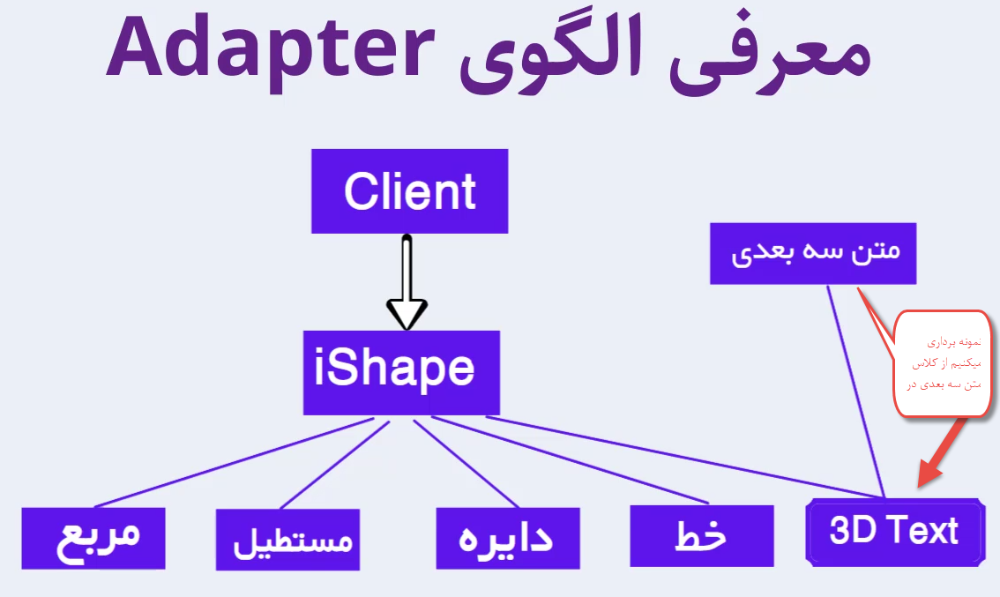 معرفی الگوی Adapter
Client
متن سه بعدی
نمونه برداری
میکنیم از کلاس
متن سه بعدی در
iShape
مربع
مستطیل
دایره
خط
3D Text